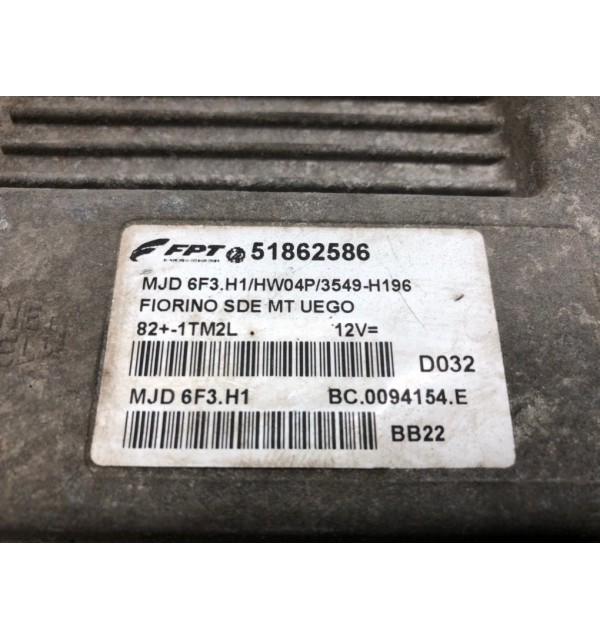 FPT 51862586
MJD 6F3.H1/HW04P/3549-H196
FIORINO SDE MT UEGO
82+-1TM2L 12V=
D032
MJD 6F3.H1 BC.0094154.E
BB22